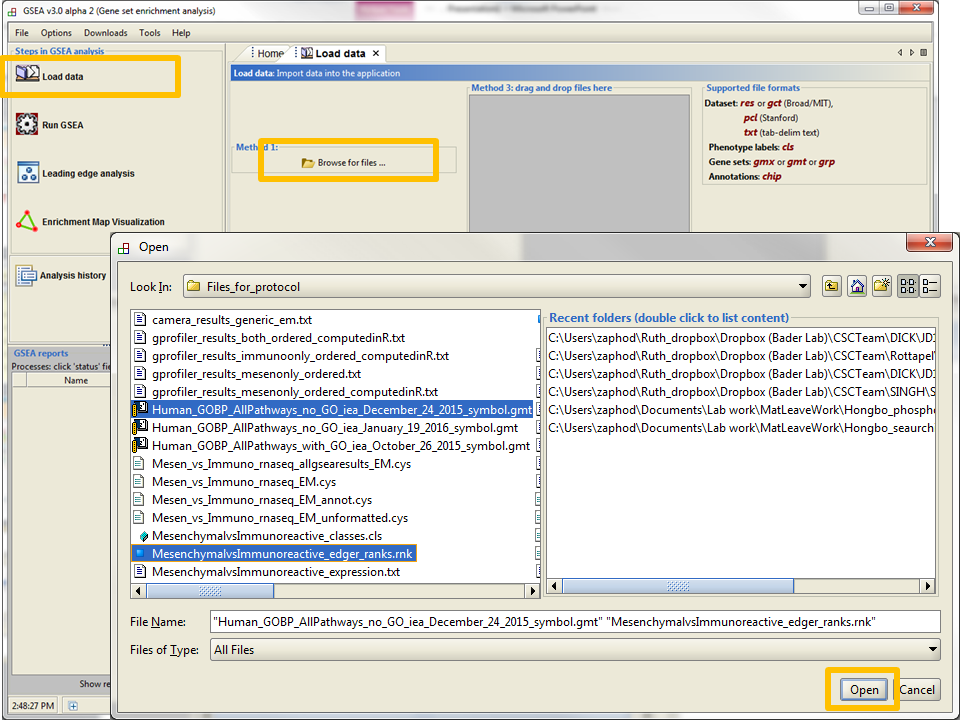 GSEA v3.0 alpha 2 (Gene set enrichment analysis)
File Options Downloads Tools Help
Steps in GSEA analysis
Load data
Run GSEA
Leading edge analysis
Enrichment Map Visualization
Analysis history
GSEA reports
Processes: click 'status' fie
Name
Show re
2:48:27 PM
Home
Load data
Load data: Import data into the application
Method 1:
Browse for files ...
Method 3: drag and drop files here
Supported file formats
Dataset: res or gct (Broad/MIT),
pcl (Stanford)
txt (tab-delim text)
Phenotype labels: cls
Gene sets: gmx or gmt or grp
Annotations: chip
Open
Look In: Files_for_protocol
camera_results_generic_em.txt
gprofiler_results_both_ordered_computedinR.txt
gprofiler_results_immunoonly_ordered_computedinR.txt
gprofiler_results_mesenonly_ordered.txt
gprofiler_results_mesenonly_ordered_computedinR.txt
Human_GOBP_AllPathways_no_GO_iea_December_24_2015_symbol.gmt
Human_GOBP_AllPathways_no_GO_iea_January_19_2016_symbol.gmt
Human_GOBP_AllPathways_with_GO_iea_October_26_2015_symbol.gmt
Mesen_vs_Immuno_rnaseq_allgsearesults_EM.cys
Mesen_vs_Immuno_rnaseq_EM.cys
Mesen_vs_Immuno_rnaseq_EM_annot.cys
Mesen_vs_Immuno_rnaseq_EM_unformatted.cys
MesenchymalvsImmunoreactive_classes.cls
MesenchymalvsImmunoreactive_edger_ranks.rnk
MesenchymalvsImmunoreactive_expression.txt
Recent folders (double click to list content)
C:\Users\zaphod\Ruth_dropbox\Dropbox (Bader Lab)\CSCTeam\DICK\JD
C:\Users\zaphod\Ruth_dropbox\Dropbox (Bader Lab)\CSCTeam\Rottapel\
C:\Users\zaphod\Ruth_dropbox\Dropbox (Bader Lab)\CSCTeam\DICK\JD
C:\Users\zaphod\Ruth_dropbox\Dropbox (Bader Lab)\CSCTeam\SINGH\S
C:\Users\zaphod\Documents\Lab work\MatLeaveWork\Hongbo_phosph
C:\Users\zaphod\Documents\Lab work\MatLeaveWork\Hongbo_seaurch
File Name: "Human_GOBP_AllPathways_no_GO_iea_December_24_2015_symbol.gmt" "MesenchymalvsImmunoreactive_edger_ranks.rnk"
Files of Type: All Files
Open Cancel